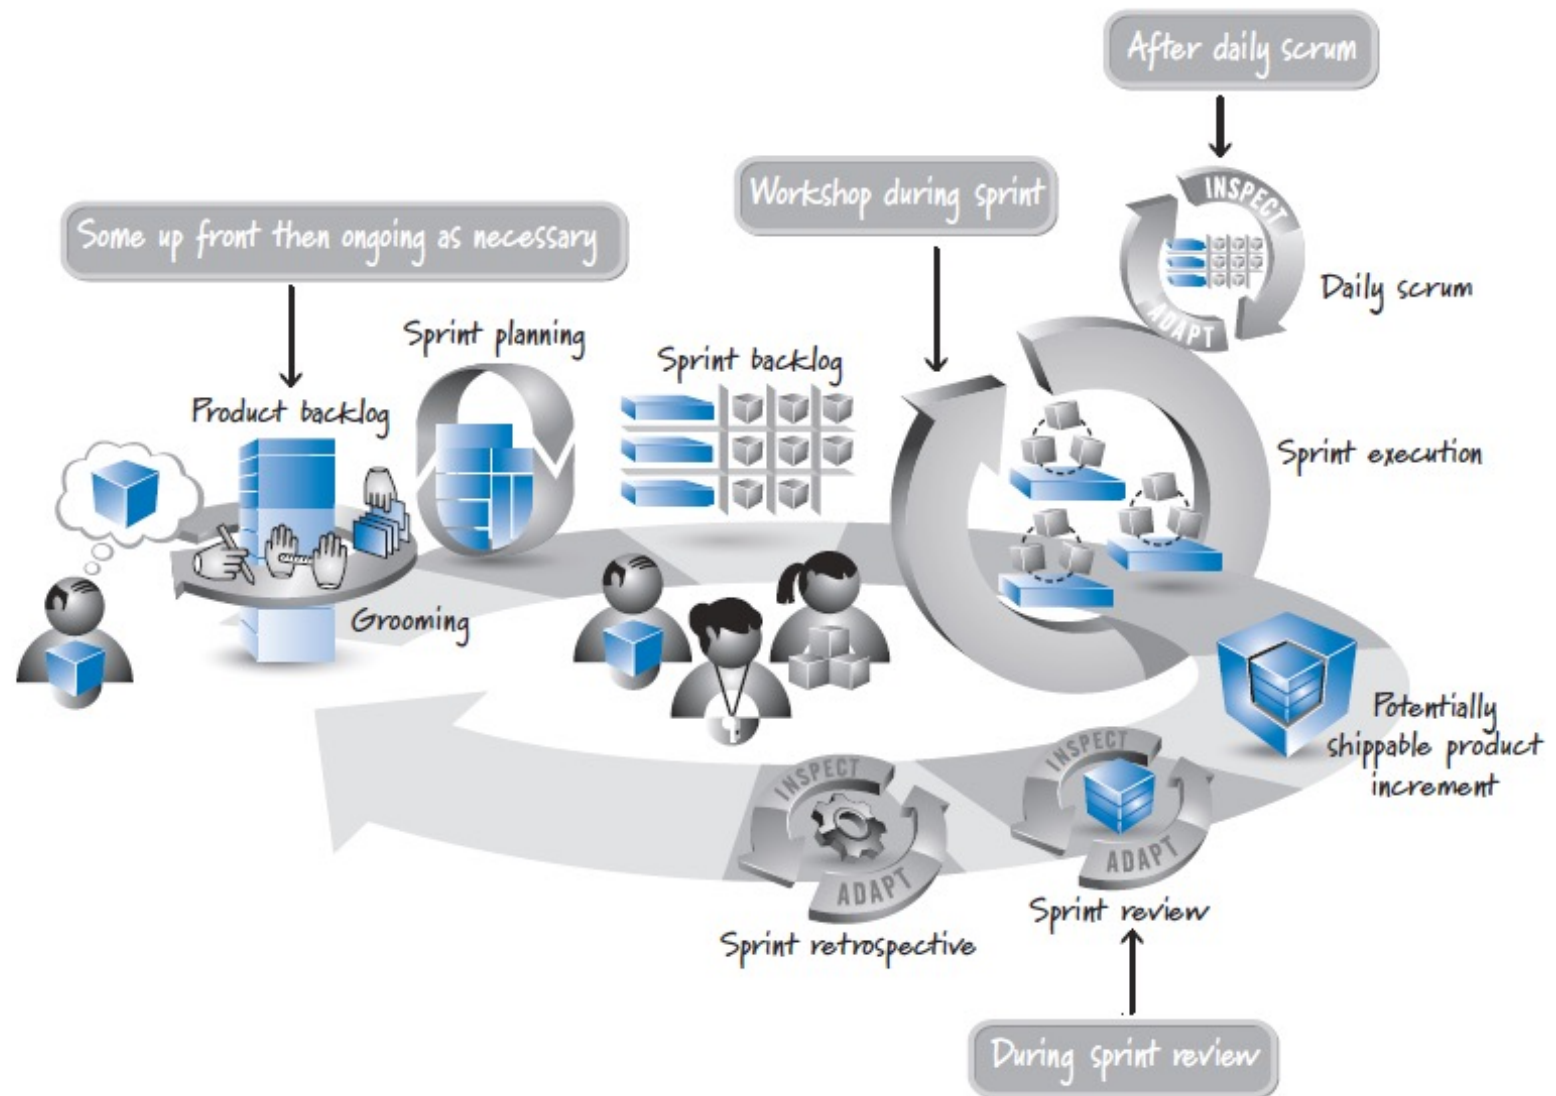 After daily scrum
Workshop during sprint
Some up front then ongoing as necessary
INSPECT
ADAPT
Daily scrum
Sprint planning
Sprint backlog
Product backlog
Sprint execution
Grooming
Potentially
shippable product
increment
INSPECT
ADAPT
Sprint review
INSPECT
ADAPT
Sprint retrospective
During sprint review